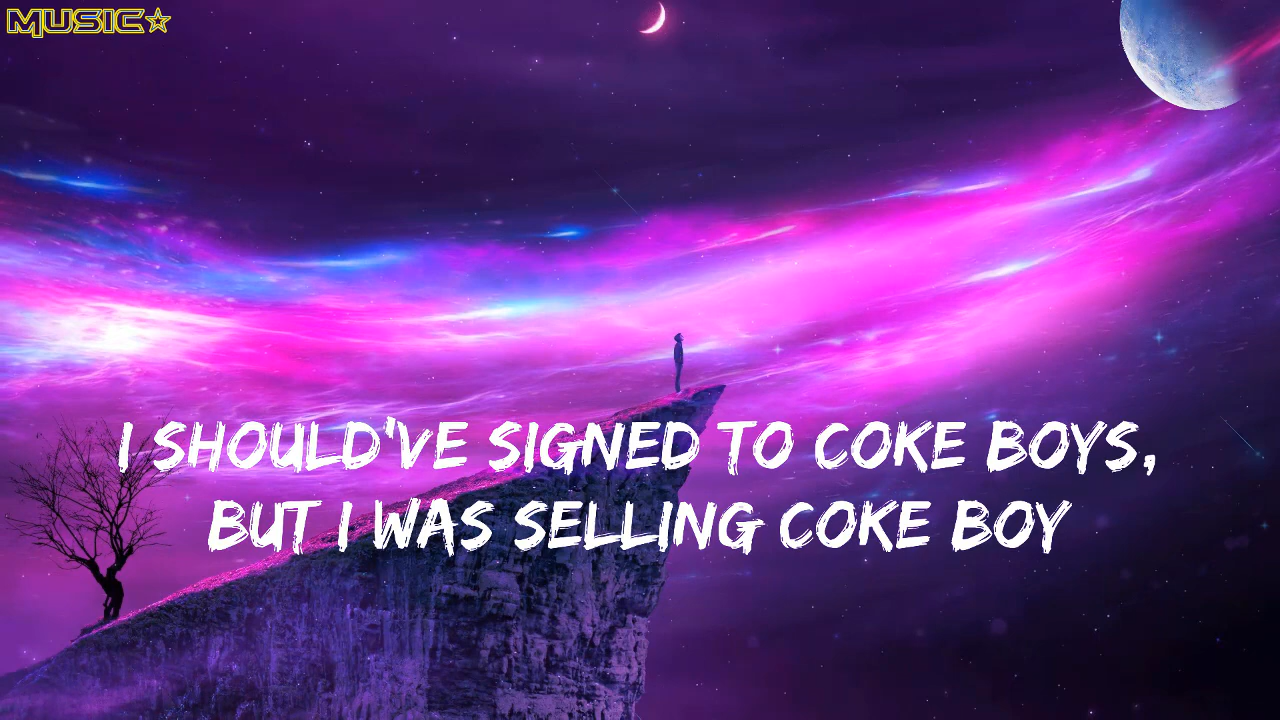 MUSIC☆
I SHOULD'VE SIGNED TO COKE BOYS,
BUT I WAS SELLING COKE BOY